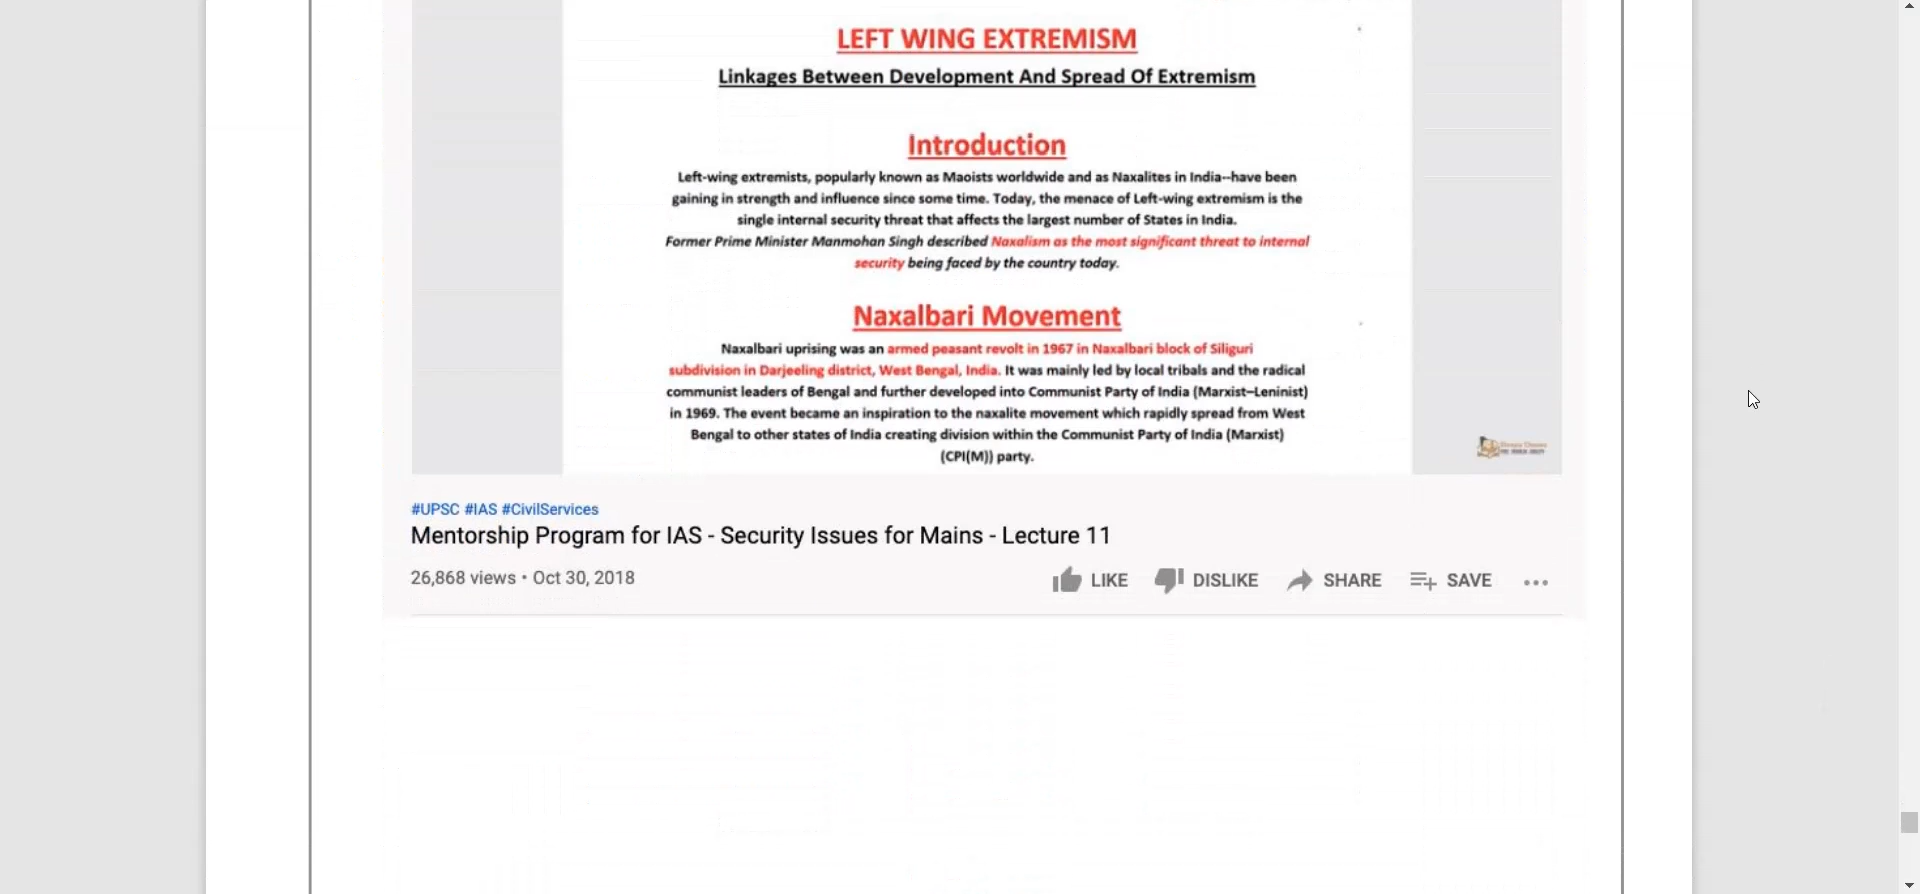 LEFT WING EXTREMISM
Linkages Between Development And Spread Of Extremism
Introduction
Left-wing extremists, popularly known as Maoists worldwide and as Naxalites in India--have been
gaining in strength and influence since some time. Today, the menace of Left-wing extremism is the
single internal security threat that affects the largest number of States in India.
Former Prime Minister Manmohan Singh described Naxalism as the most significant threat to internal
security being faced by the country today.
Naxalbari Movement
Naxalbari uprising was an armed peasant revolt in 1967 in Naxalbari block of Siliguri
subdivision in Darjeeling district, West Bengal, India. It was mainly led by local tribals and the radical
communist leaders of Bengal and further developed into Communist Party of India (Marxist–Leninist)
in 1969. The event became an inspiration to the naxalite movement which rapidly spread from West
Bengal to other states of India creating division within the Communist Party of India (Marxist)
(CPI(M)) party.
#UPSC #IAS #CivilServices
Mentorship Program for IAS - Security Issues for Mains - Lecture 11
26,868 views • Oct 30, 2018
LIKE DISLIKE SHARE SAVE